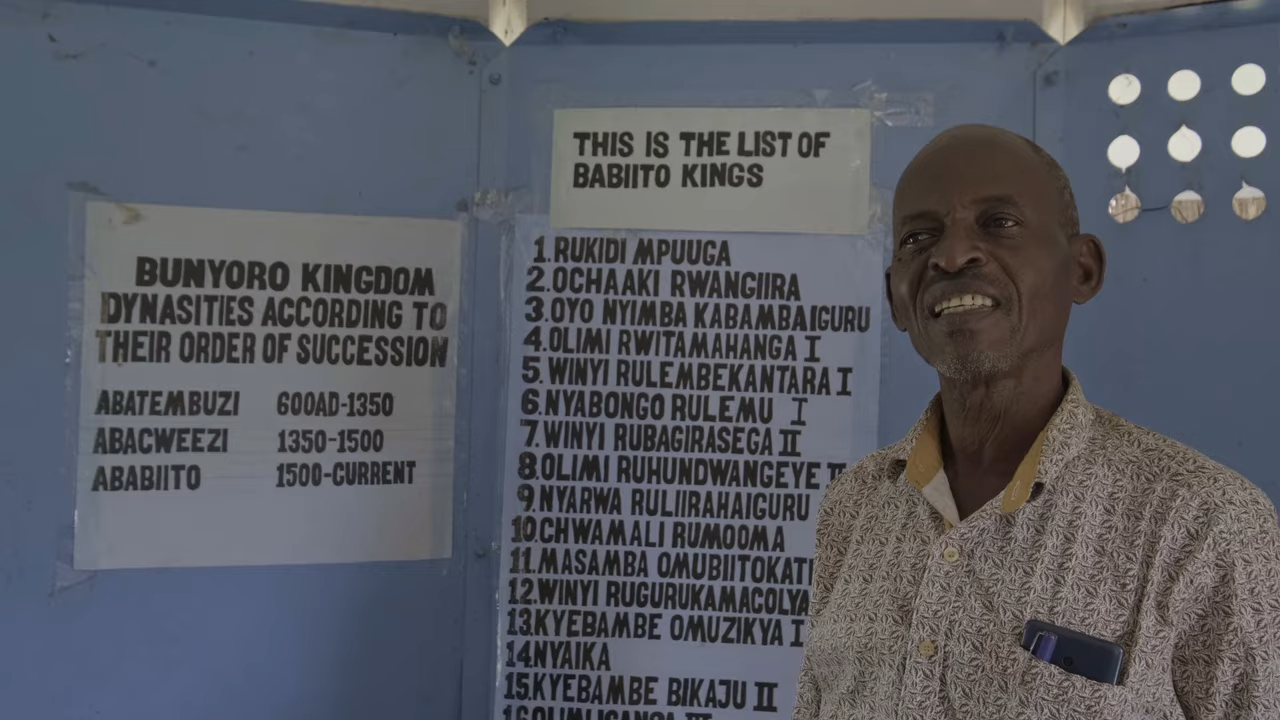 BUNYORO KINGDOM
DYNASITIES ACCORDING TO
THEIR ORDER OF SUCCESSION
ABATEMBUZI 600AD-1350
ABACWEEZI 1350-1500
ABABIITO 1500-CURRENT
THIS IS THE LIST OF
BABIITO KINGS
1. RUKIDI MPUUGA
2. OCHAAKI RWANGIIRA
3. OYO NYIMBA KABAMBAIGURU
4. OLIMI RWITAMAHANGA I
5. WINYI RULEMBEKANTARA I
6. NYABONGO RULEMU I
7. WINYI RUBAGIRASEGA II
8. OLIMI RUHUNDWANGEYE II
9. NYARWA RULIIRAHAIGURU
10. CHWAMALI RUMOOMA
11. MASAMBA OMUBIITOKATI
12. WINYI RUGURUKAMACOLYA
13. KYEBAMBE OMUZIKYA I
14. NYAIKA
15. KYEBAMBE BIKAJU II